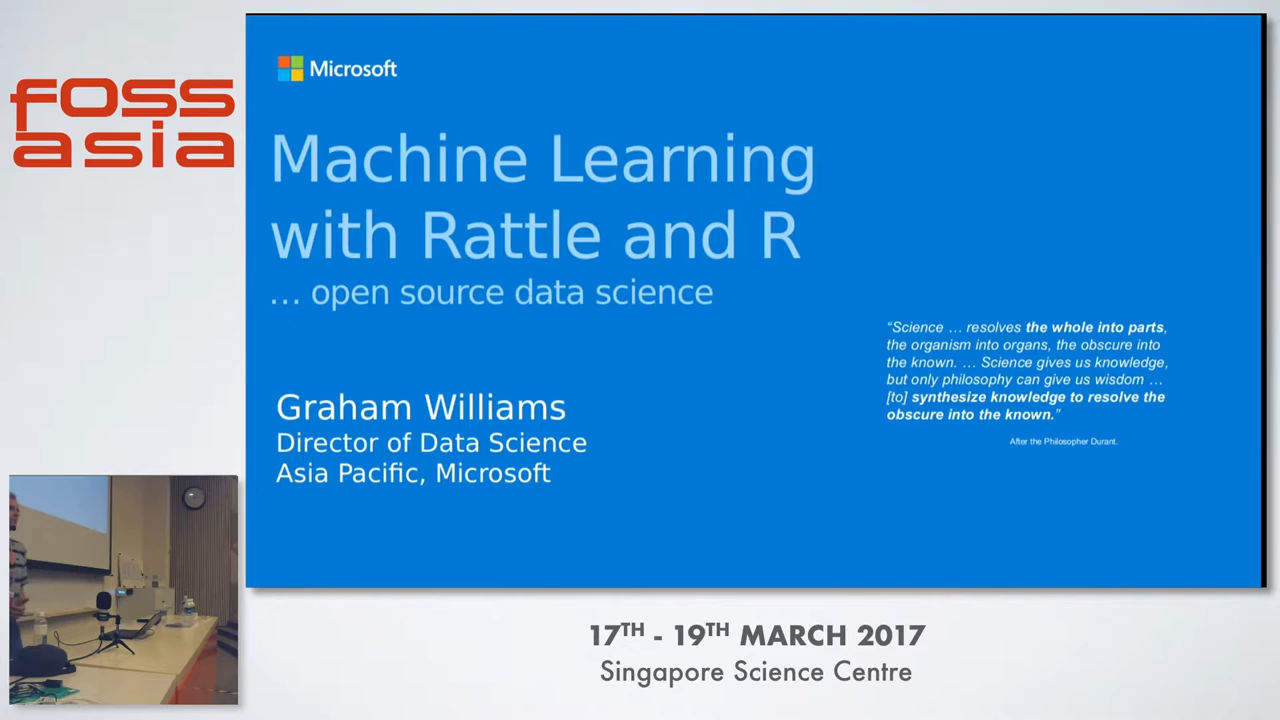 foss
asia
Microsoft
Machine Learning
with Rattle and R
... open source data science
Graham Williams
Director of Data Science
Asia Pacific, Microsoft
“Science … resolves the whole into parts,
the organism into organs, the obscure into
the known. … Science gives us knowledge,
but only philosophy can give us wisdom …
[to] synthesize knowledge to resolve the
obscure into the known.”
After the Philosopher Durant.
17TH - 19TH MARCH 2017
Singapore Science Centre